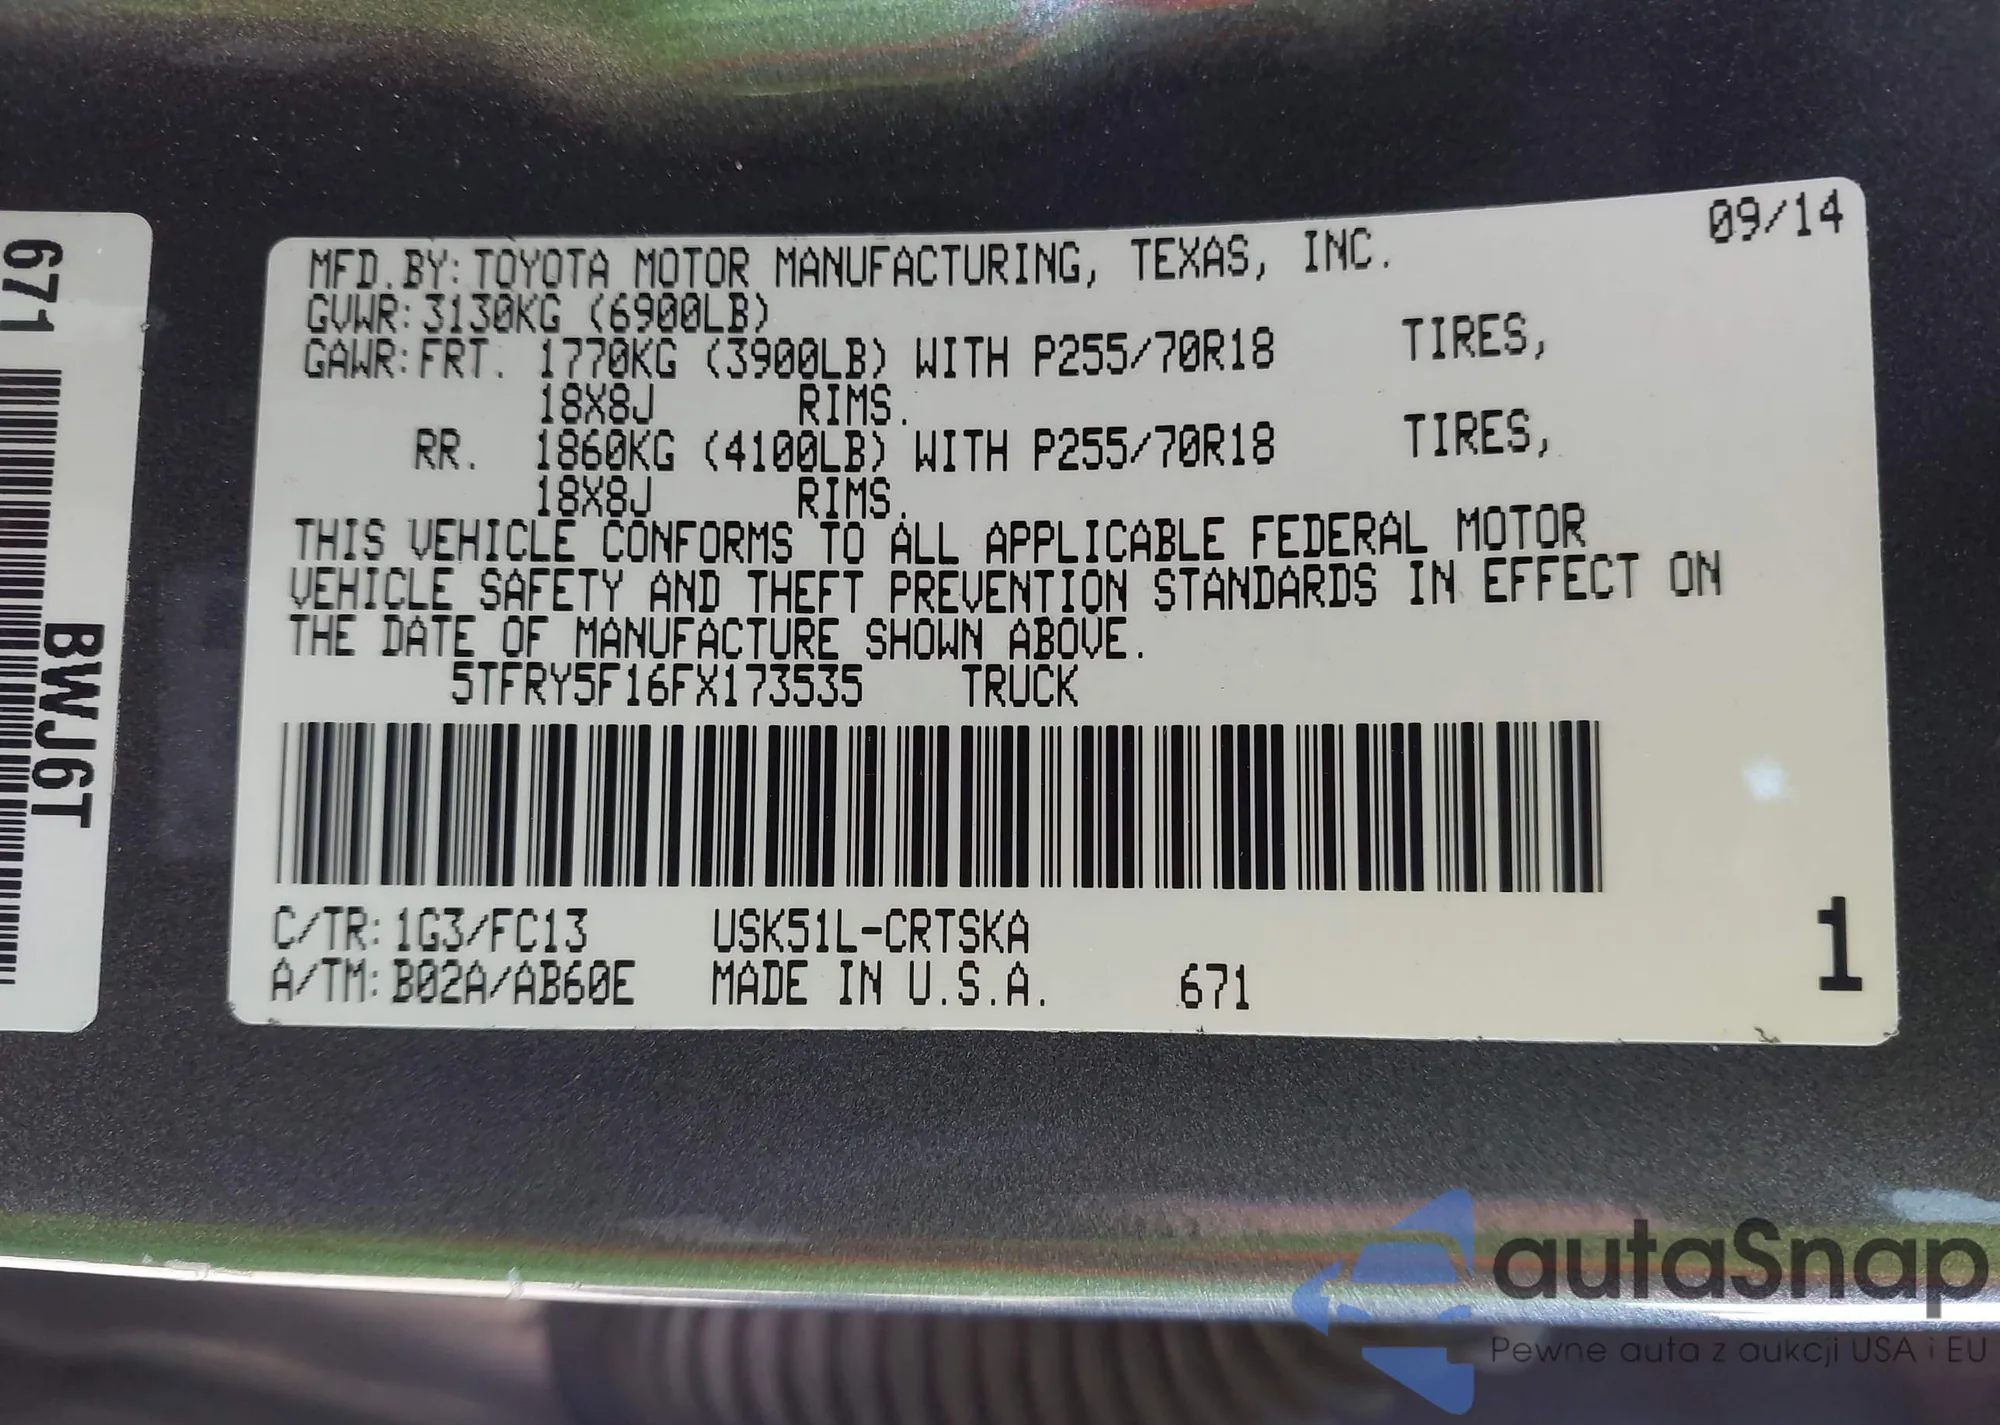 09/14
MFD.BY: TOYOTA MOTOR MANUFACTURING, TEXAS, INC.
GVWR: 3130KG (6900LB)
GAWR: FRT. 1770KG (3900LB) WITH P255/70R18 TIRES,
18X8J RIMS.
RR. 1860KG (4100LB) WITH P255/70R18 TIRES,
18X8J RIMS.
THIS VEHICLE CONFORMS TO ALL APPLICABLE FEDERAL MOTOR
VEHICLE SAFETY AND THEFT PREVENTION STANDARDS IN EFFECT ON
THE DATE OF MANUFACTURE SHOWN ABOVE.
5TFRY5F16FX173535 TRUCK
C/TR: 1G3/FC13 USK51L-CRTSKA
A/TM: B02A/AB60E MADE IN U.S.A. 671
1
671
BWJ6T
autaSnap
Pewne auta z aukcji USA i EU